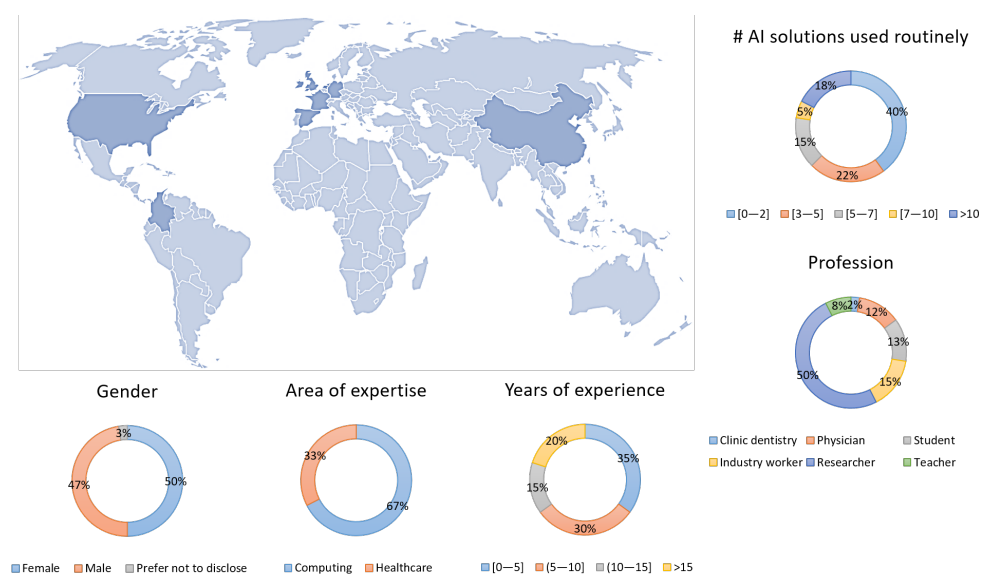 # AI solutions used routinely
18%
40%
5%
15%
22%
[0—2] [3—5] [5—7] [7—10] >10
Profession
8% 2%
12%
13%
50%
15%
Clinic dentistry Physician Student
Industry worker Researcher Teacher
Gender
3%
47%
50%
Female Male Prefer not to disclose
Area of expertise
33%
67%
Computing Healthcare
Years of experience
20%
35%
15%
30%
[0—5] (5—10] (10—15] >15